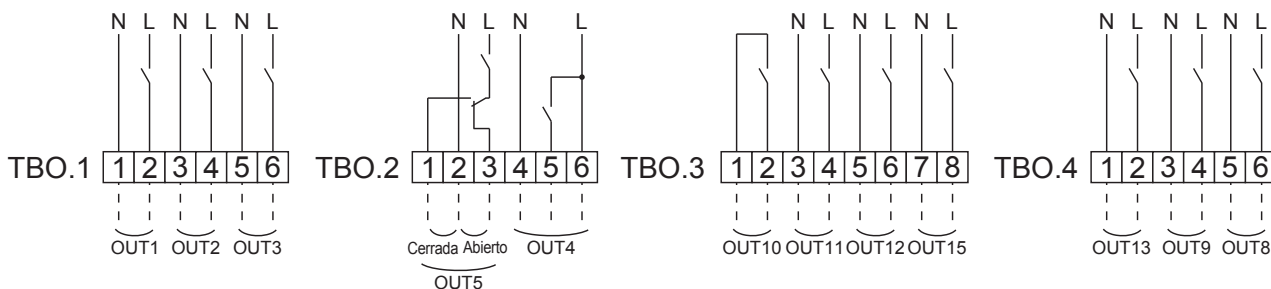 N L N L N L N L N L N L N L N L N L N L N L
TBO.1 1 2 3 4 5 6 TBO.2 1 2 3 4 5 6 TBO.3 1 2 3 4 5 6 7 8 TBO.4 1 2 3 4 5 6
OUT1 OUT2 OUT3 Cerrada Abierto OUT4 OUT10 OUT11 OUT12 OUT15 OUT13 OUT9 OUT8
OUT5